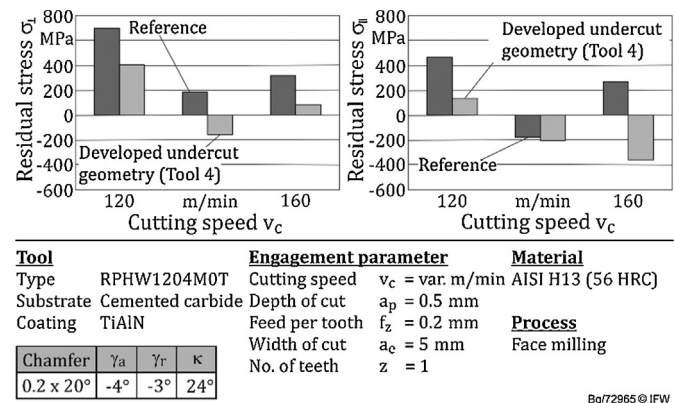 Residual stress σ⊥
800
MPa
400
200
0
-200
-400
-600
Reference
Developed undercut
geometry (Tool 4)
120 m/min 160
Cutting speed vc
Residual stress σ||
800
MPa
400
200
0
-200
-400
-600
Developed undercut
geometry (Tool 4)
Reference
120 m/min 160
Cutting speed vc
Tool
Type RPHW1204M0T
Substrate Cemented carbide
Coating TiAlN
Chamfer γa γr κ
0.2 x 20° -4° -3° 24°
Engagement parameter
Cutting speed vc = var. m/min
Depth of cut ap = 0.5 mm
Feed per tooth fz = 0.2 mm
Width of cut ae = 5 mm
No. of teeth z = 1
Material
AISI H13 (56 HRC)
Process
Face milling
Bg/72965 © IFW